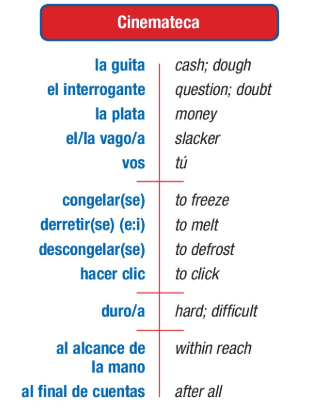 Cinemateca
la guita cash; dough
el interrogante question; doubt
la plata money
el/la vago/a slacker
vos tú
congelar(se) to freeze
derretir(se) (e:i) to melt
descongelar(se) to defrost
hacer clic to click
duro/a hard; difficult
al alcance de within reach
la mano
al final de cuentas after all